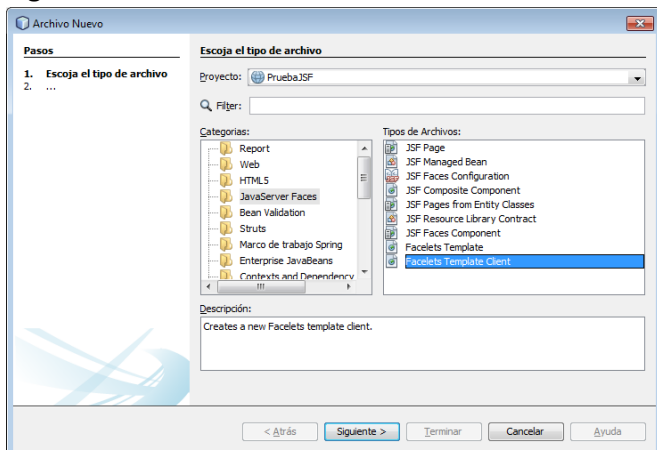 Archivo Nuevo
Pasos
1. Escoja el tipo de archivo
2. ...
Escoja el tipo de archivo
Proyecto: PruebaJSF
Filter:
Categorías:
Report
Web
HTML5
JavaServer Faces
Bean Validation
Struts
Marco de trabajo Spring
Enterprise JavaBeans
Contexts and Dependency
Tipos de Archivos:
JSF Page
JSF Managed Bean
JSF Faces Configuration
JSF Composite Component
JSF Pages from Entity Classes
JSF Resource Library Contract
JSF Faces Component
Facelets Template
Facelets Template Client
Descripción:
Creates a new Facelets template client.
< Atrás
Siguiente >
Terminar
Cancelar
Ayuda